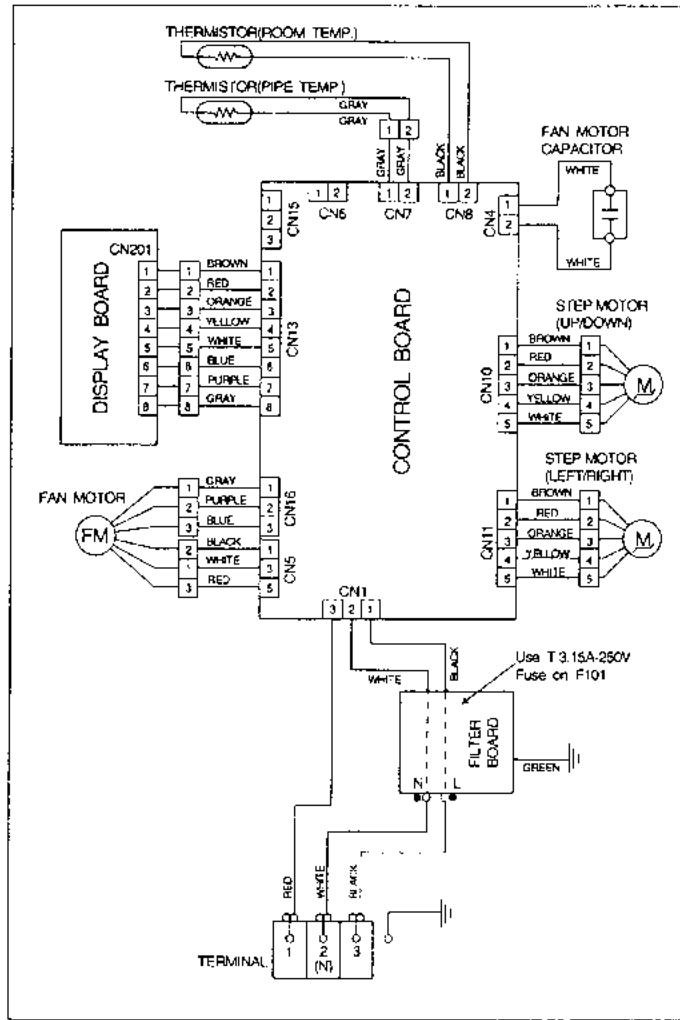 THERMISTOR(ROOM TEMP.)
THERMISTOR(PIPE TEMP.)
GRAY
GRAY
1 2
GRAY
GRAY
BLACK
BLACK
FAN MOTOR
CAPACITOR
WHITE
WHITE
1
2
3
CN15
1 2
CN6
1 2
CN7
1 2
CN8
1
2
CN4
DISPLAY BOARD
CN201
1 1 BROWN 1
2 2 RED 2
3 3 ORANGE 3
4 4 YELLOW 4
5 5 WHITE 5
6 6 BLUE 6
7 7 PURPLE 7
8 8 GRAY 8
CN13
CONTROL BOARD
STEP MOTOR
(UP/DOWN)
1 BROWN 1
2 RED 2
3 ORANGE 3
4 YELLOW 4
5 WHITE 5
CN10
M
FAN MOTOR
FM
1 GRAY 1
2 PURPLE 2
3 BLUE 3
CN16
2 BLACK 1
1 WHITE 3
3 RED 5
CN5
STEP MOTOR
(LEFT/RIGHT)
1 BROWN 1
2 RED 2
3 ORANGE 3
4 YELLOW 4
5 WHITE 5
CN11
M
CN1
3 2 1
WHITE
BLACK
Use T 3.15A-250V
Fuse on F101
FILTER
BOARD
N L
GREEN
RED
WHITE
BLACK
TERMINAL
1 2 3
(N)